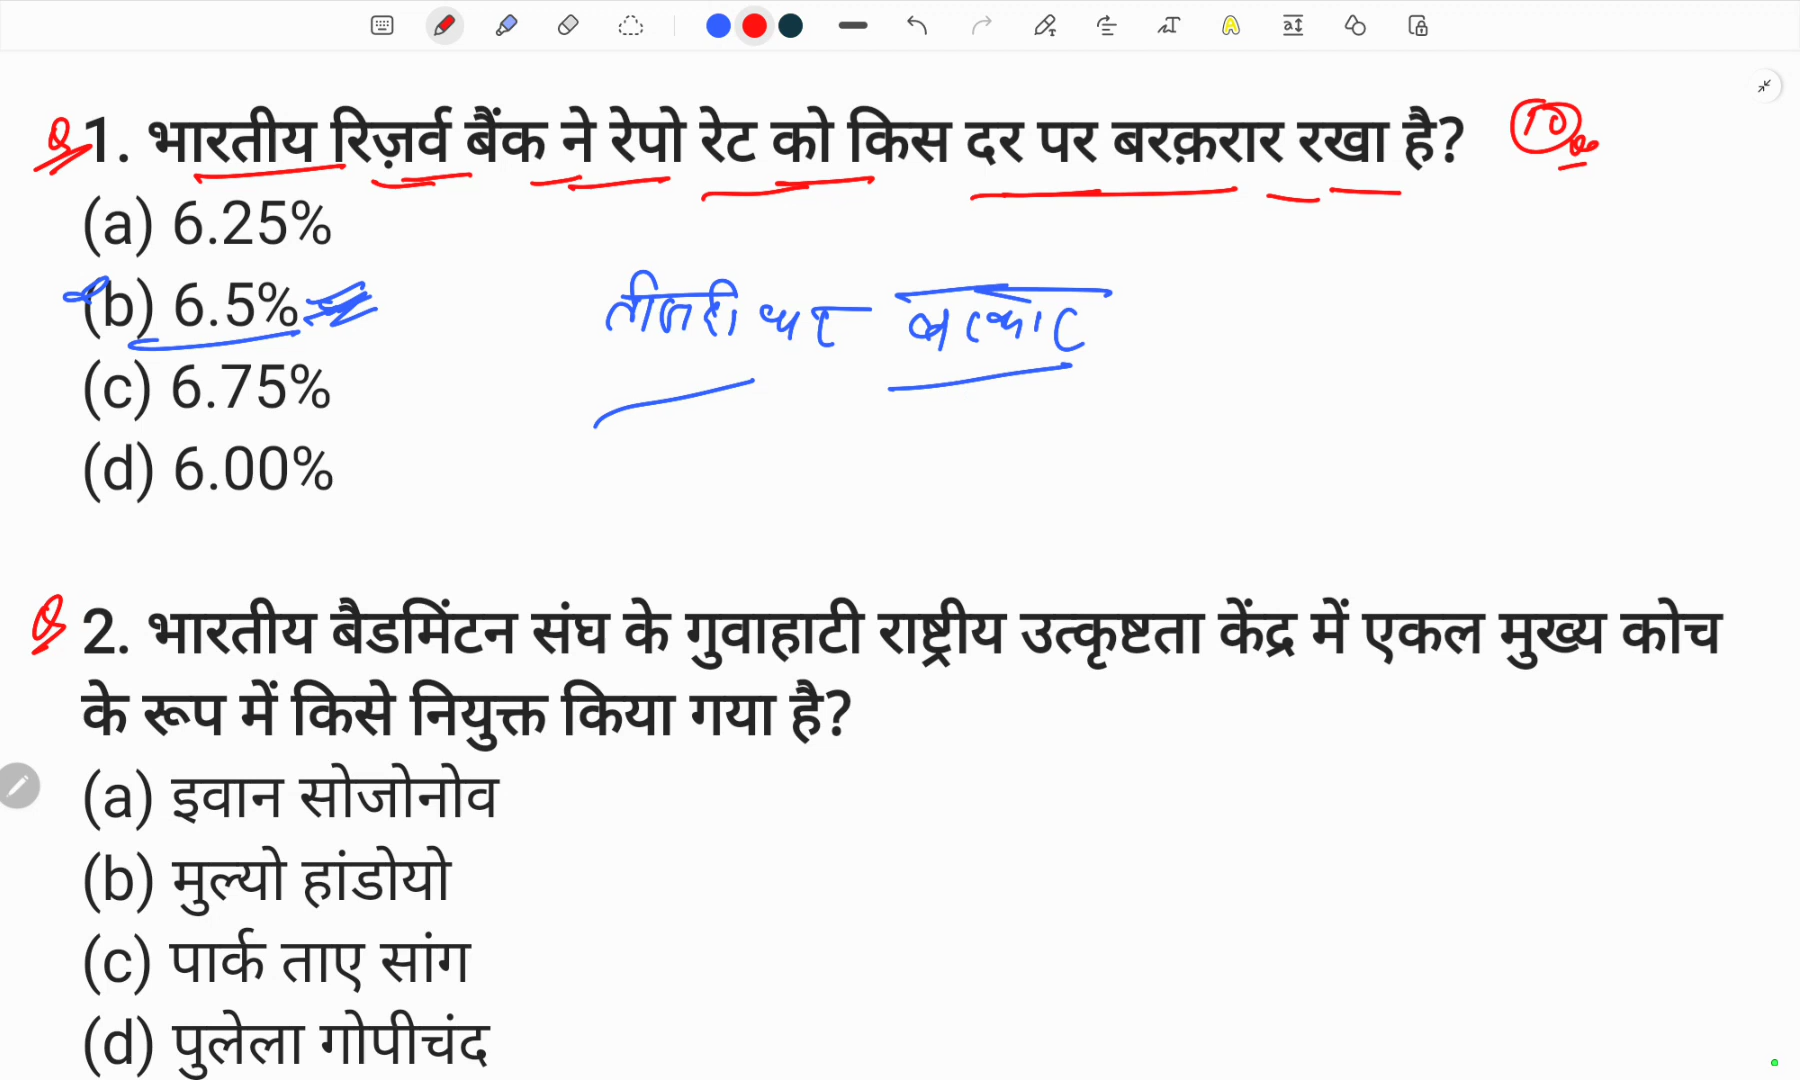 1. भारतीय रिज़र्व बैंक ने रेपो रेट को किस दर पर बरक़रार रखा है?
(a) 6.25%
(b) 6.5%
(c) 6.75%
(d) 6.00%
2. भारतीय बैडमिंटन संघ के गुवाहाटी राष्ट्रीय उत्कृष्टता केंद्र में एकल मुख्य कोच
के रूप में किसे नियुक्त किया गया है?
(a) इवान सोजोनोव
(b) मुल्यो हांडोयो
(c) पार्क ताए सांग
(d) पुलेला गोपीचंद